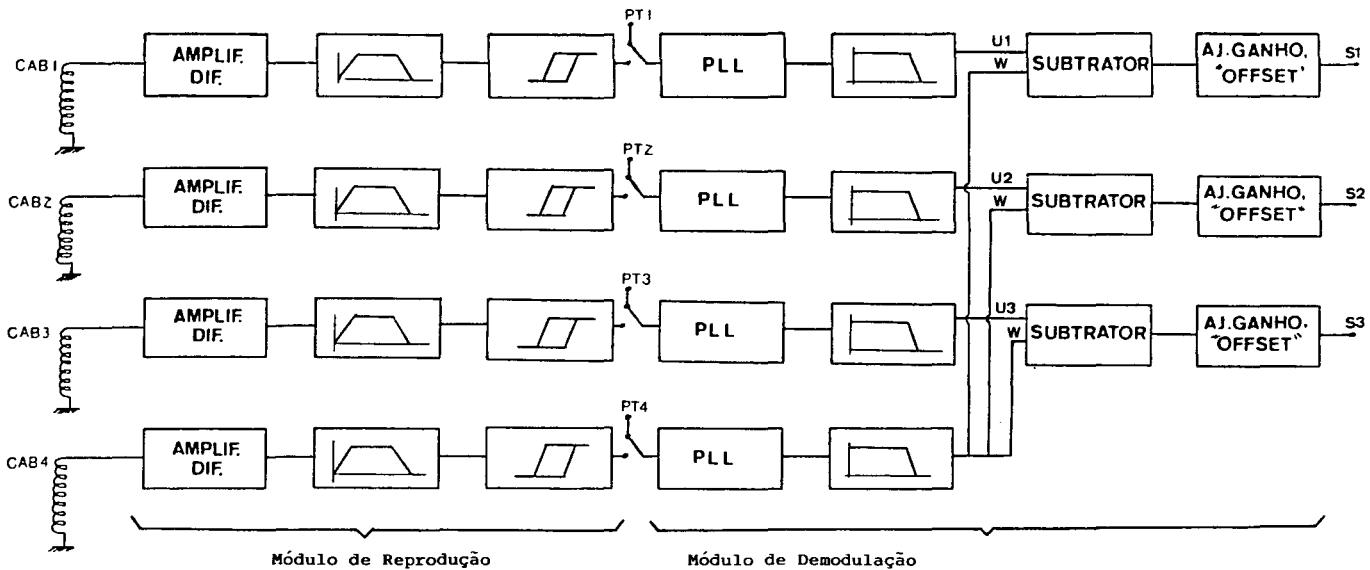 PT1
CAB1
AMPLIF.
DIF.
PLL
U1
W
SUBTRATOR
AJ.GANHO,
"OFFSET'
S1
PT2
CAB2
AMPLIF.
DIF.
PLL
U2
W
SUBTRATOR
AJ.GANHO,
"OFFSET"
S2
PT3
CAB3
AMPLIF.
DIF.
PLL
U3
W
SUBTRATOR
AJ.GANHO.
"OFFSET"
S3
PT4
CAB4
AMPLIF.
DIF.
PLL
Módulo de Reprodução
Módulo de Demodulação